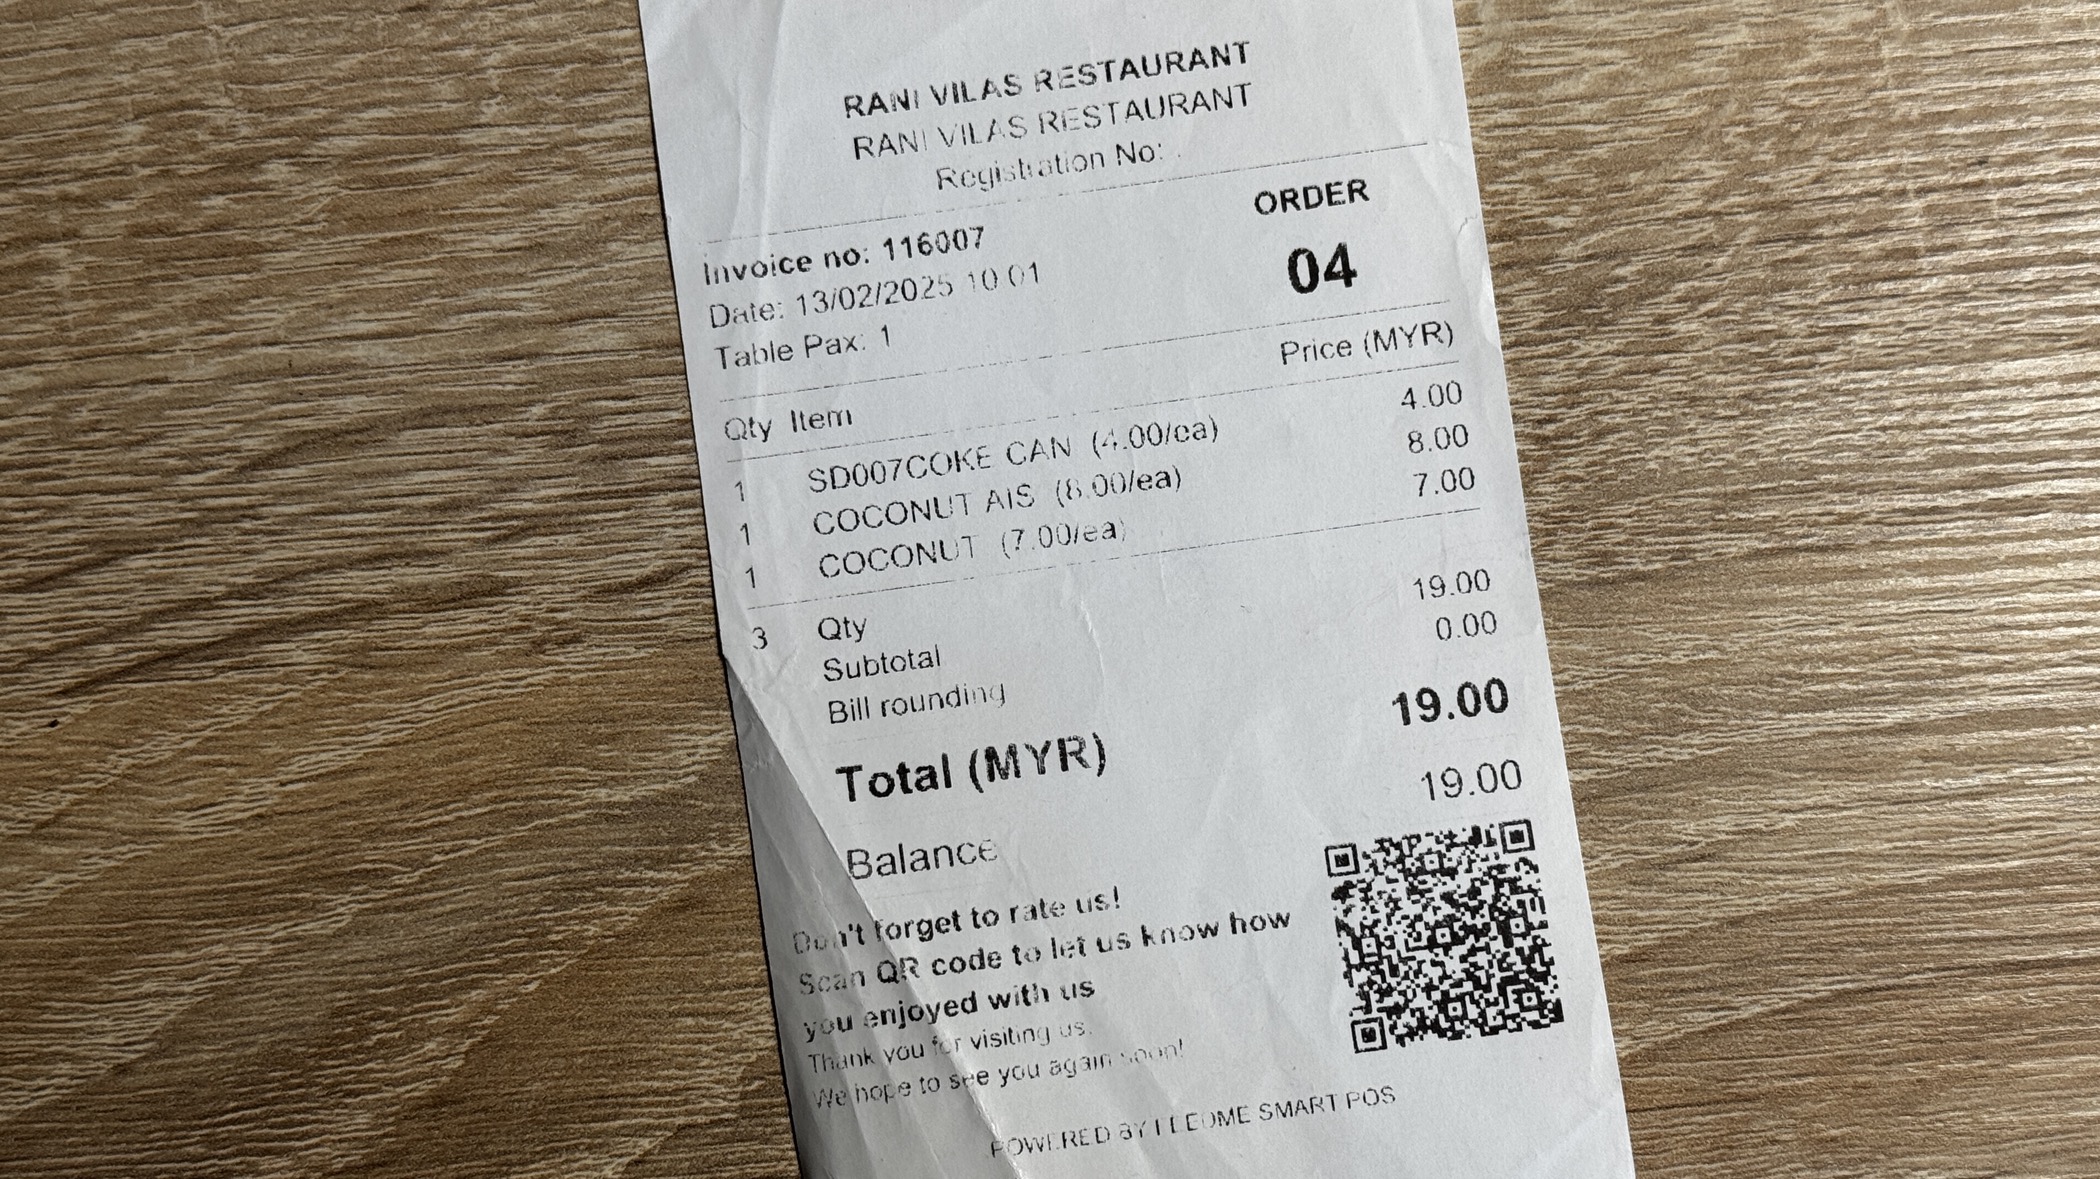 RANI VILAS RESTAURANT
RANI VILAS RESTAURANT
Registration No: .
ORDER
Invoice no: 116007
04
Date: 13/02/2025 10:01
Table Pax: 1
Price (MYR)
Qty Item
1 SD007COKE CAN (4.00/ea) 4.00
1 COCONUT AIS (8.00/ea) 8.00
1 COCONUT (7.00/ea) 7.00
3 Qty
Subtotal 19.00
Bill rounding 0.00
Total (MYR) 19.00
Balance 19.00
Don't forget to rate us!
Scan QR code to let us know how
you enjoyed with us
Thank you for visiting us.
We hope to see you again soon!
POWERED BY SMART POS